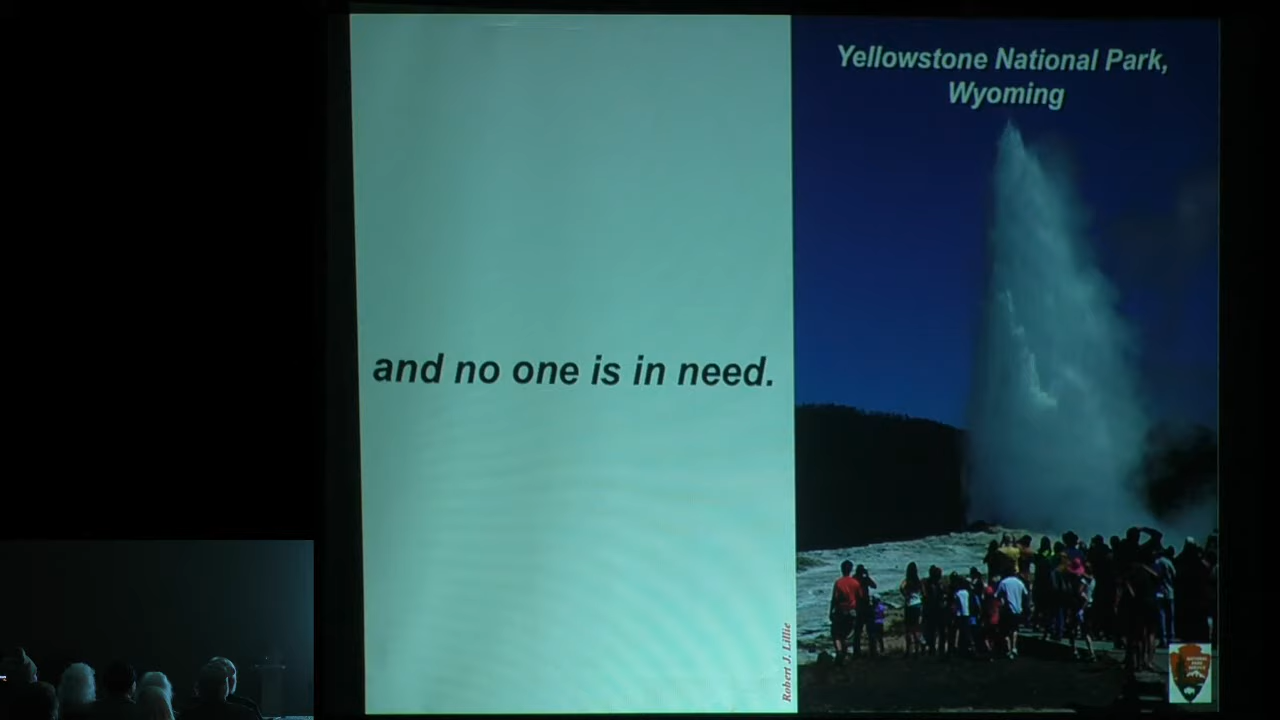 and no one is in need.
Yellowstone National Park,
Wyoming
Robert J. Lillie